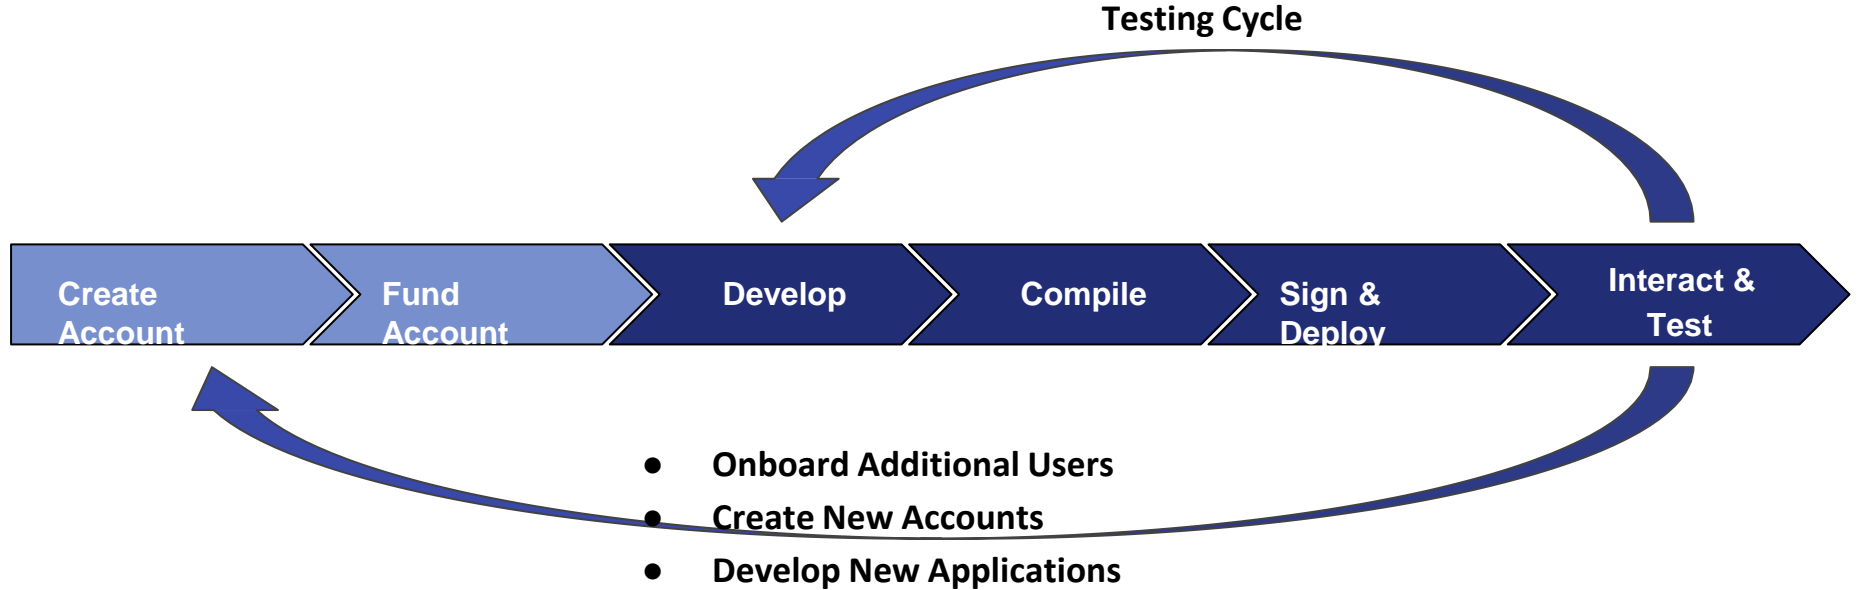 Testing Cycle
Create
Account
Fund
Account
Develop
Compile
Sign &
Deploy
Interact &
Test
● Onboard Additional Users
● Create New Accounts
● Develop New Applications